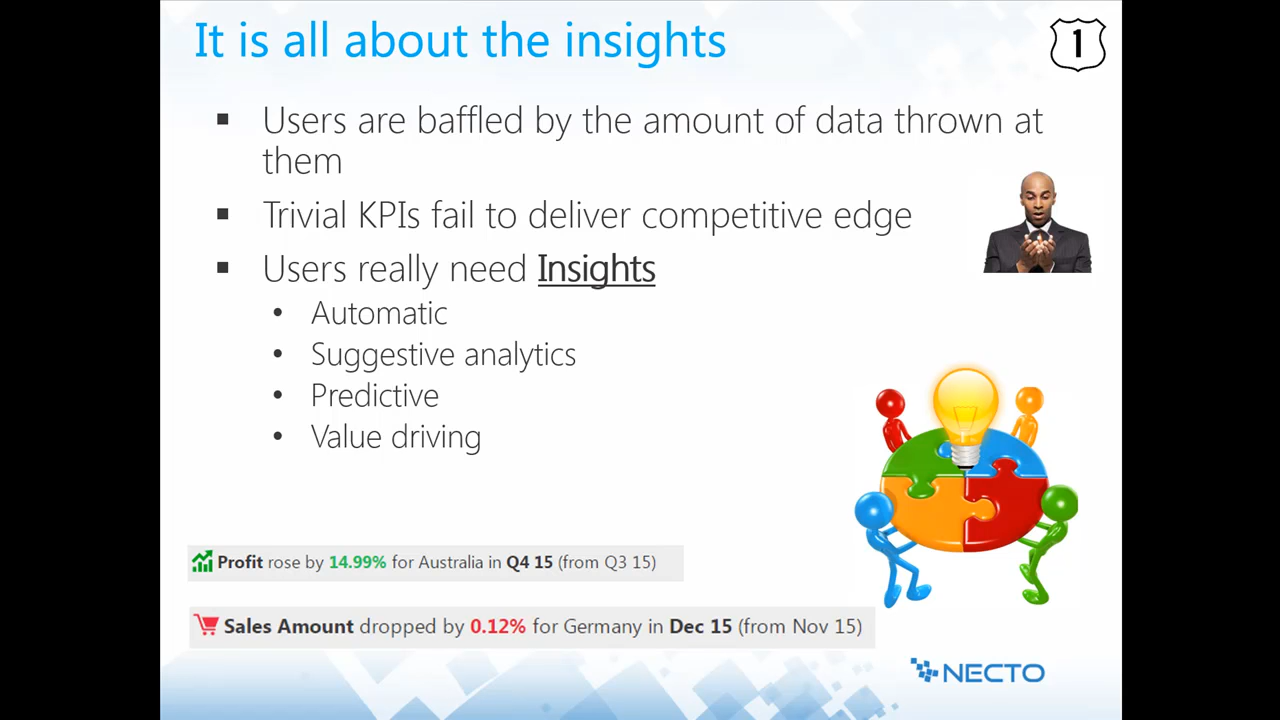 It is all about the insights
1
Users are baffled by the amount of data thrown at
them
Trivial KPIs fail to deliver competitive edge
Users really need Insights
Automatic
Suggestive analytics
Predictive
Value driving
Profit rose by 14.99% for Australia in Q4 15 (from Q3 15)
Sales Amount dropped by 0.12% for Germany in Dec 15 (from Nov 15)
NECTO